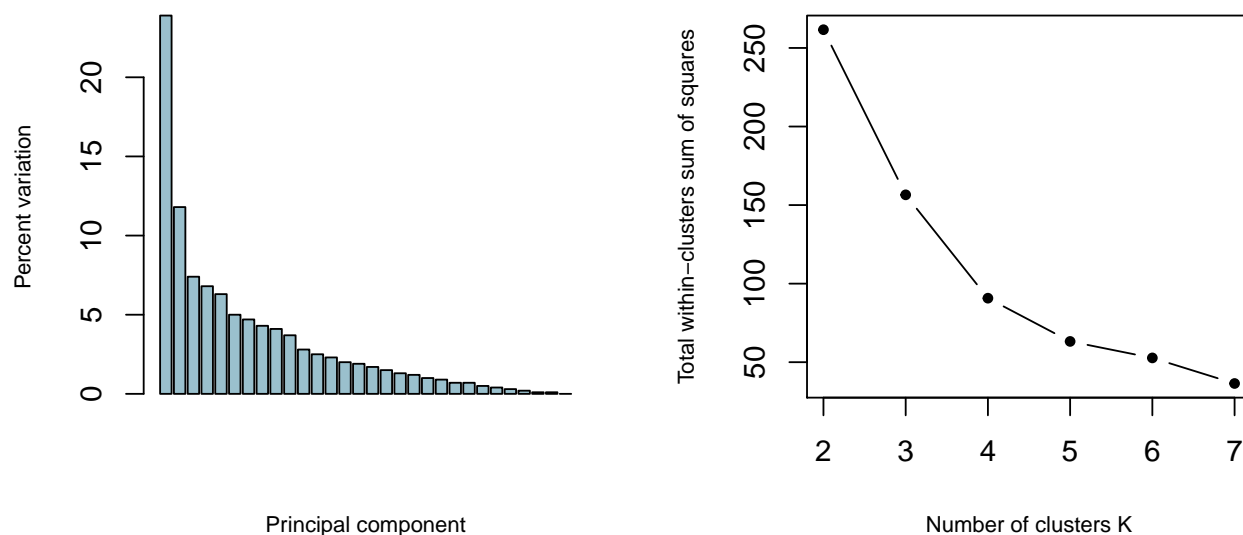 Percent variation
20
15
10
5
0
Principal component
Total within−clusters sum of squares
250
200
150
100
50
2 3 4 5 6 7
Number of clusters K